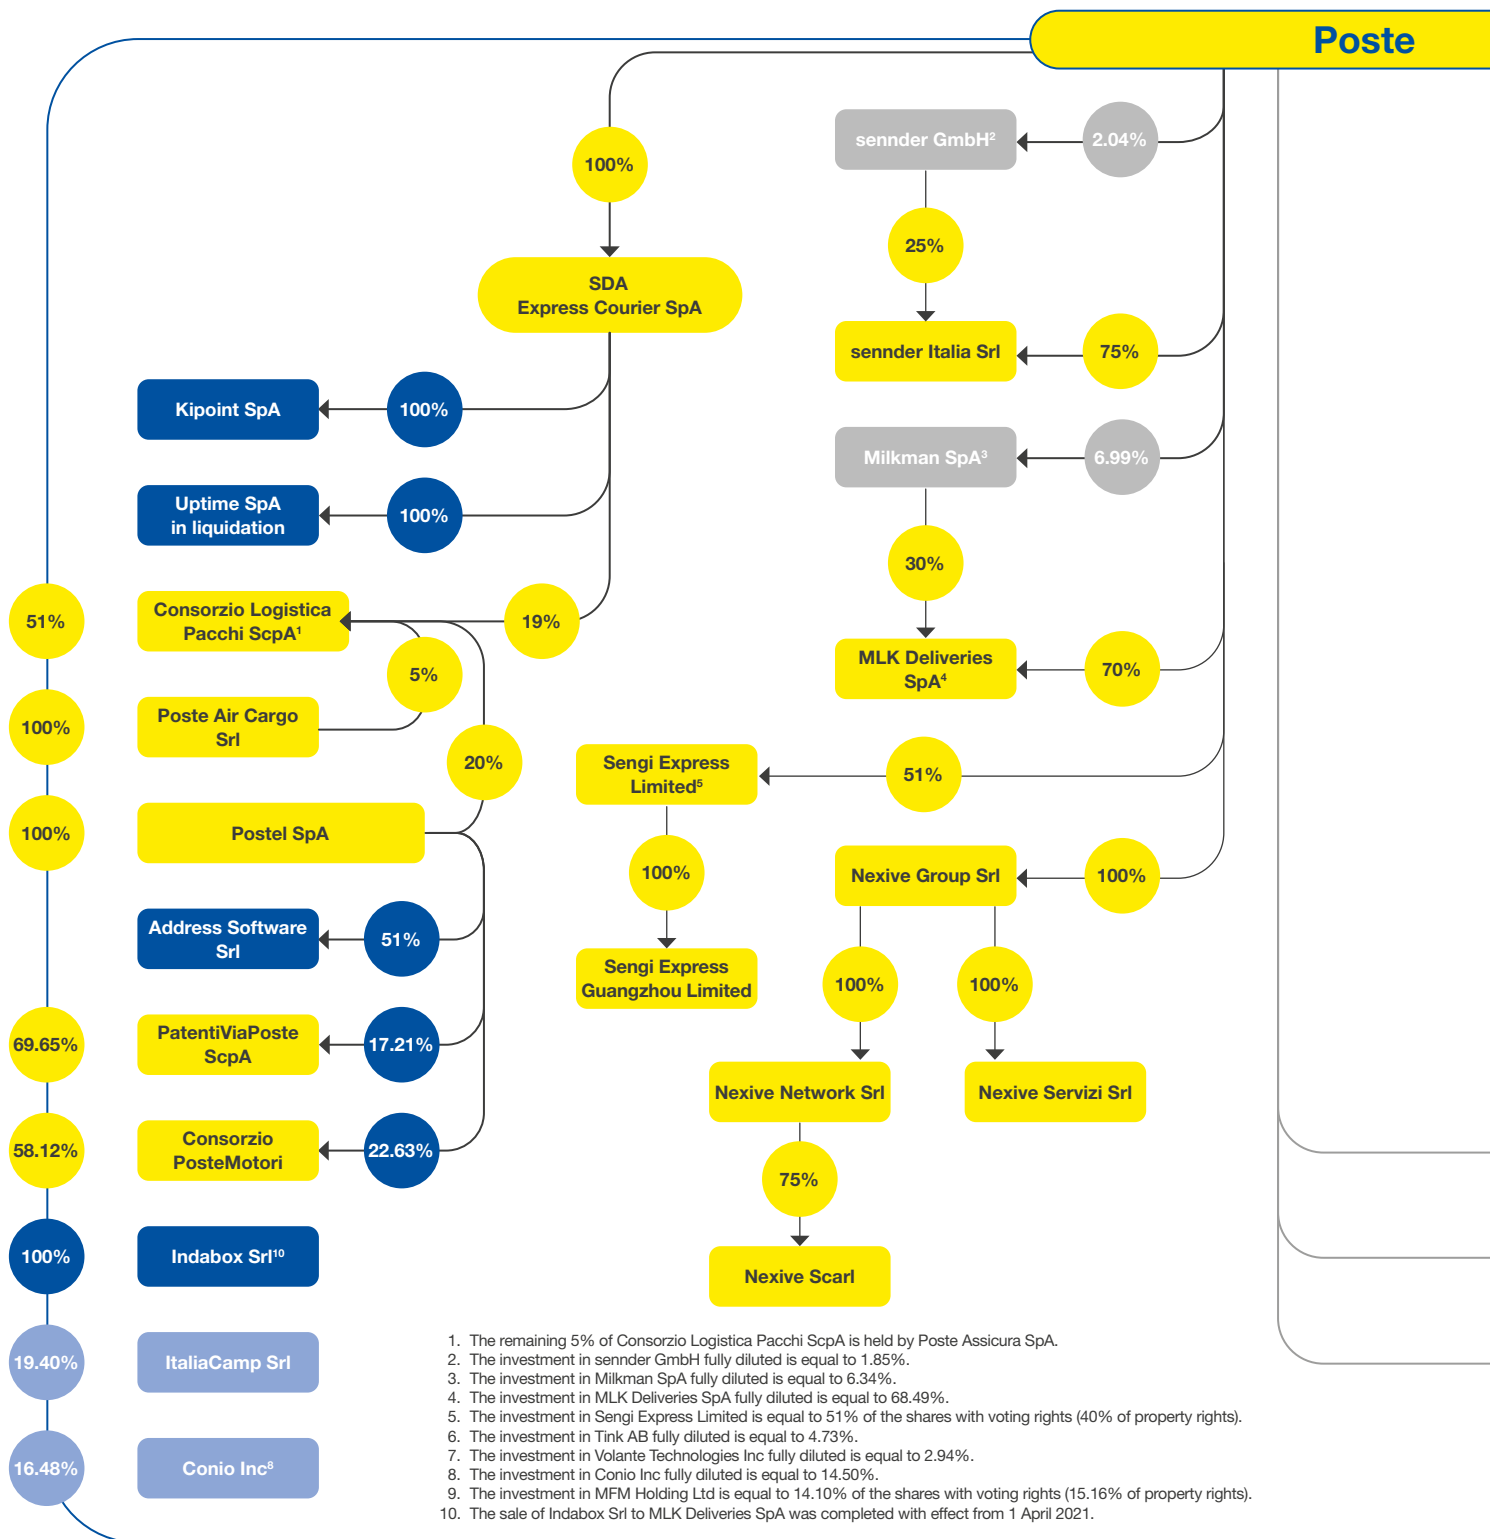 Poste
100%
sennder GmbH²
2.04%
25%
SDA
Express Courier SpA
sennder Italia Srl
75%
Kipoint SpA
100%
Milkman SpA³
6.99%
Uptime SpA
in liquidation
100%
30%
51%
Consorzio Logistica
Pacchi ScpA¹
19%
5%
MLK Deliveries
SpA⁴
70%
100%
Poste Air Cargo
Srl
20%
Sengi Express
Limited⁵
51%
100%
Postel SpA
100%
Nexive Group Srl
100%
Address Software
Srl
51%
Sengi Express
Guangzhou Limited
100%
100%
69.65%
PatentiViaPoste
ScpA
17.21%
Nexive Network Srl
Nexive Servizi Srl
58.12%
Consorzio
PosteMotori
22.63%
75%
100%
Indabox Srl¹⁰
Nexive Scarl
19.40%
ItaliaCamp Srl
16.48%
Conio Inc⁸
1. The remaining 5% of Consorzio Logistica Pacchi ScpA is held by Poste Assicura SpA.
2. The investment in sennder GmbH fully diluted is equal to 1.85%.
3. The investment in Milkman SpA fully diluted is equal to 6.34%.
4. The investment in MLK Deliveries SpA fully diluted is equal to 68.49%.
5. The investment in Sengi Express Limited is equal to 51% of the shares with voting rights (40% of property rights).
6. The investment in Tink AB fully diluted is equal to 4.73%.
7. The investment in Volante Technologies Inc fully diluted is equal to 2.94%.
8. The investment in Conio Inc fully diluted is equal to 14.50%.
9. The investment in MFM Holding Ltd is equal to 14.10% of the shares with voting rights (15.16% of property rights).
10. The sale of Indabox Srl to MLK Deliveries SpA was completed with effect from 1 April 2021.